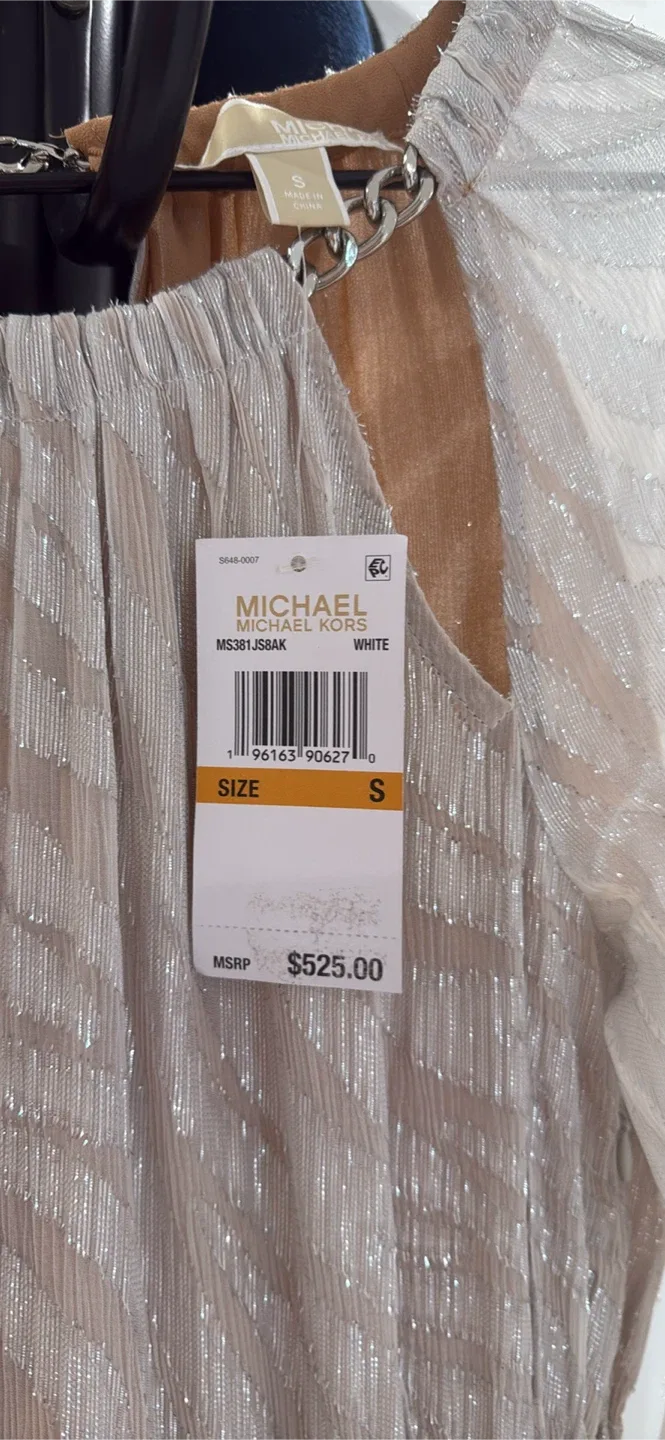 S
MADE IN
CHINA
S648-0007
MICHAEL
MICHAEL KORS
MS381JS8AK WHITE
1 96163 90627 0
SIZE S
MSRP $525.00